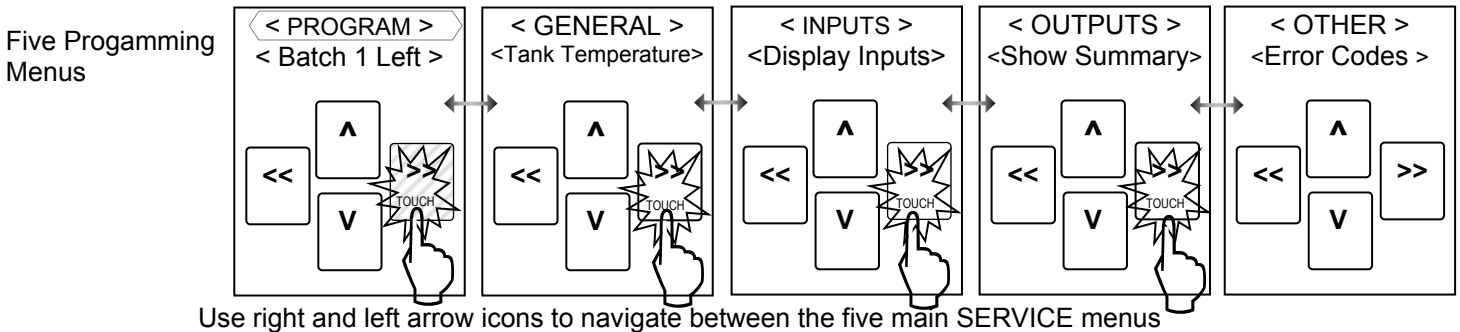 Five Progamming
Menus
< PROGRAM >
< Batch 1 Left >
<<
^
>>
TOUCH
V
< GENERAL >
<Tank Temperature>
<<
^
>>
TOUCH
V
< INPUTS >
<Display Inputs>
<<
^
>>
TOUCH
V
< OUTPUTS >
<Show Summary>
<<
^
>>
TOUCH
V
< OTHER >
<Error Codes >
<<
^
>>
V
Use right and left arrow icons to navigate between the five main SERVICE menus